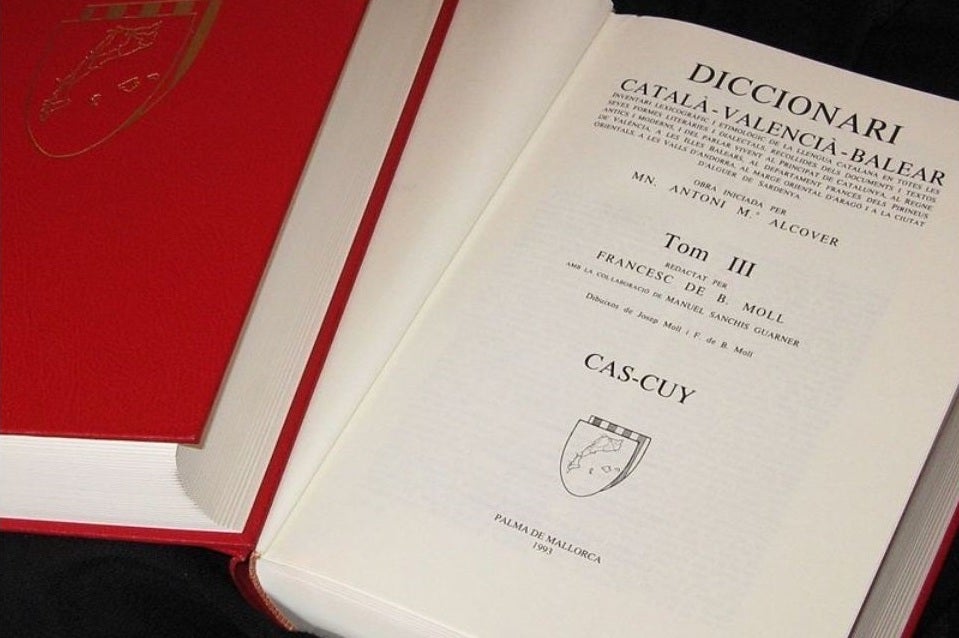 DICCIONARI
CATALÀ-VALENCIÀ-BALEAR
INVENTARI LEXICOGRÀFIC I ETIMOLÒGIC DE LA LLENGUA CATALANA EN TOTES LES
SEVES FORMES LITERÀRIES I DIALECTALS, RECOLLIDES DELS DOCUMENTS I TEXTOS
ANTICS I MODERNS, I DEL PARLAR VIVENT AL PRINCIPAT DE CATALUNYA, AL REGNE
DE VALÈNCIA, A LES ILLES BALEARS, AL DEPARTAMENT FRANCÈS DELS PIRINEUS
ORIENTALS, A LES VALLS D'ANDORRA, AL MARGE ORIENTAL D'ARAGÓ I A LA CIUTAT
D'ALGUER DE SARDENYA
OBRA INICIADA PER
MN. ANTONI M.ª ALCOVER
Tom III
REDACTAT PER
FRANCESC DE B. MOLL
AMB LA COL·LABORACIÓ DE MANUEL SANCHIS GUARNER
Dibuixos de Josep Moll i F. de B. Moll
CAS-CUY
PALMA DE MALLORCA
1993